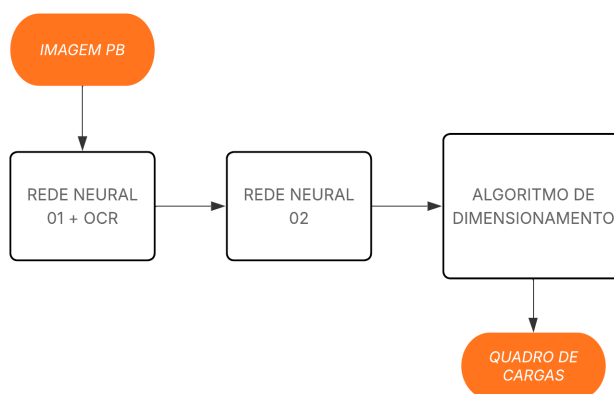 IMAGEM PB
REDE NEURAL
01 + OCR
REDE NEURAL
02
ALGORITMO DE
DIMENSIONAMENTO
QUADRO DE
CARGAS